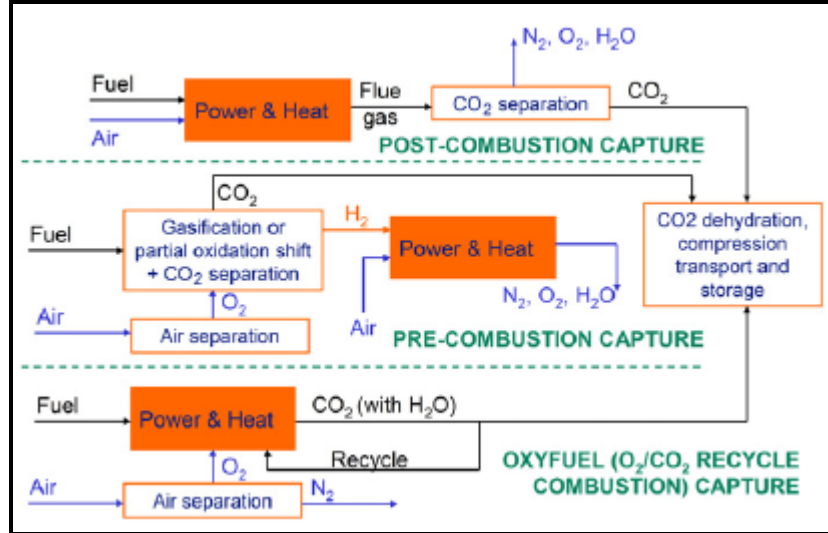 N₂, O₂, H₂O
Fuel
Air
Power & Heat
Flue
gas
CO₂ separation
CO₂
POST-COMBUSTION CAPTURE
CO₂
Fuel
Gasification or
partial oxidation shift
+ CO₂ separation
H₂
Power & Heat
CO2 dehydration,
compression
transport and
storage
N₂, O₂, H₂O
Air
O₂
Air separation
Air
PRE-COMBUSTION CAPTURE
Fuel
Power & Heat
CO₂ (with H₂O)
Recycle
O₂
Air
Air separation
N₂
OXYFUEL (O₂/CO₂ RECYCLE
COMBUSTION) CAPTURE